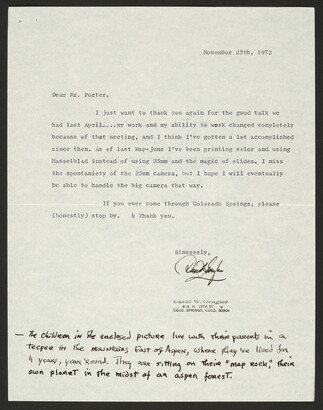 November 25th, 1972
Dear Mr. Porter,
I just want to thank you again for the good talk we
had last April....my work and my ability to work changed completely
because of that meeting, and I think I've gotten a lot accomplished
since them. As of last May-June I've been printing color and using
Hasselblad instead of using 35mm and the magic of slides. I miss
the spontaniety of the 35mm camera, but I hope I will eventually
be able to handle the big camera that way.
If you ever come through Colorado Springs, please
(honestly) stop by. & Thank you.
Sincerely,
David W.
COLO. SPRINGS, COLO. 80904
— The children in the enclosed picture live with their parents in a
Teepee in the mountains East of Aspen, where they've lived for
4 years, year 'round. They are sitting on their "map rock," their
own planet in the midst of an aspen forest.